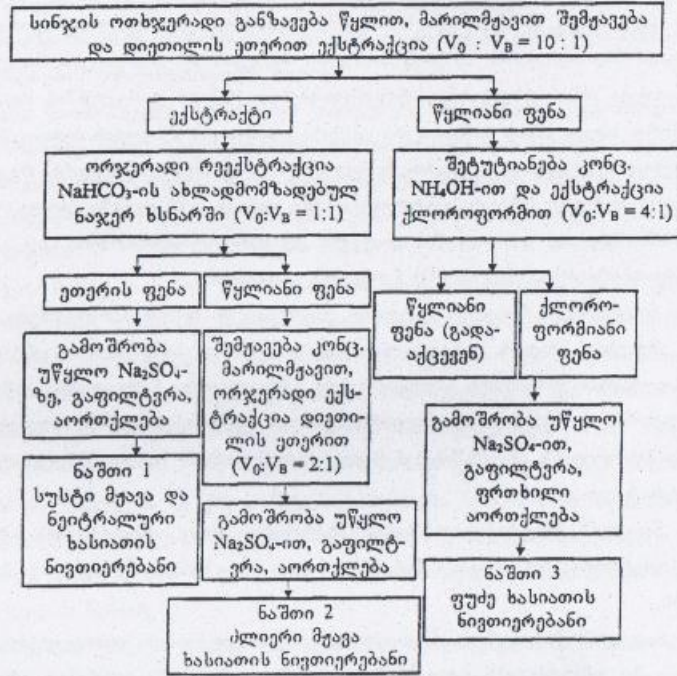 სინჯის ოთხჯერადი განზავება წყლით, მარილმჟავით შემჟავება
და დიეთილის ეთერით ექსტრაქცია (V₀ : V_B = 10 : 1)
ექსტრაქტი
წყლიანი ფენა
ორჯერადი რეექსტრაქცია
NaHCO₃-ის ახლადმომზადებულ
ნაჯერ ხსნარში (V₀:V_B = 1:1)
შეტუტიანება კონც.
NH₄OH-ით და ექსტრაქცია
ქლოროფორმით (V₀:V_B = 4:1)
ეთერის ფენა
წყლიანი ფენა
წყლიანი
ფენა (გადა-
აქცევენ)
ქლორო-
ფორმიანი
ფენა
გამოშრობა
უწყლო Na₂SO₄-
ზე, გაფილტვრა,
აორთქლება
შემჟავება კონც.
მარილმჟავით,
ორჯერადი ექს-
ტრაქცია დიეთი-
ლის ეთერით
(V₀:V_B = 2:1)
გამოშრობა უწყლო
Na₂SO₄-ით,
გაფილტვრა,
ფრთხილი
აორთქლება
ნაშთი 1
სუსტი მჟავა და
ნეიტრალური
ხასიათის
ნივთიერებანი
გამოშრობა უწყლო
Na₂SO₄-ით, გაფილტ-
ვრა, აორთქლება
ნაშთი 3
ფუძე ხასიათის
ნივთიერებანი
ნაშთი 2
ძლიერი მჟავა
ხასიათის ნივთიერებანი